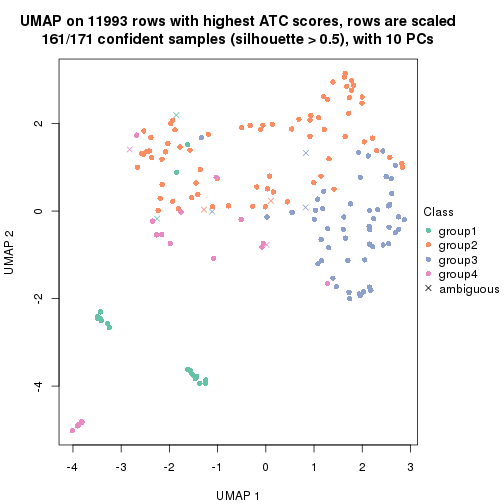 UMAP on 11993 rows with highest ATC scores, rows are scaled
161/171 confident samples (silhouette > 0.5), with 10 PCs
UMAP 2
2
0
-2
-4
-4
-3
-2
-1
0
1
2
3
UMAP 1
Class
group1
group2
group3
group4
ambiguous